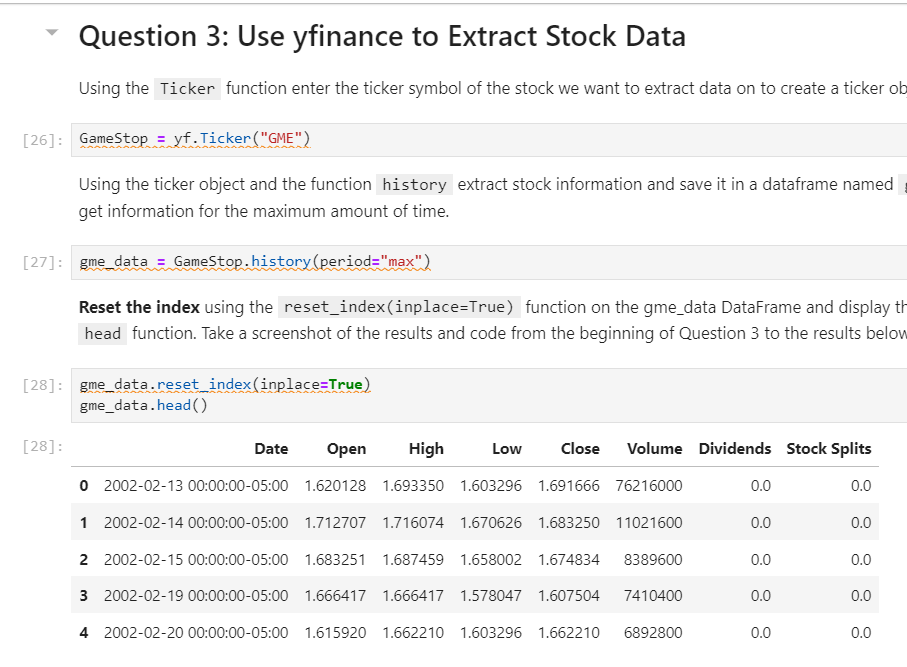 Question 3: Use yfinance to Extract Stock Data
Using the Ticker function enter the ticker symbol of the stock we want to extract data on to create a ticker ob
[26]: GameStop = yf.Ticker("GME")
Using the ticker object and the function history extract stock information and save it in a dataframe named
get information for the maximum amount of time.
[27]: gme_data = GameStop.history(period="max")
Reset the index using the reset_index(inplace=True) function on the gme_data DataFrame and display th
head function. Take a screenshot of the results and code from the beginning of Question 3 to the results below
[28]: gme_data.reset_index(inplace=True)
gme_data.head()
[28]: Date Open High Low Close Volume Dividends Stock Splits
0 2002-02-13 00:00:00-05:00 1.620128 1.693350 1.603296 1.691666 76216000 0.0 0.0
1 2002-02-14 00:00:00-05:00 1.712707 1.716074 1.670626 1.683250 11021600 0.0 0.0
2 2002-02-15 00:00:00-05:00 1.683251 1.687459 1.658002 1.674834 8389600 0.0 0.0
3 2002-02-19 00:00:00-05:00 1.666417 1.666417 1.578047 1.607504 7410400 0.0 0.0
4 2002-02-20 00:00:00-05:00 1.615920 1.662210 1.603296 1.662210 6892800 0.0 0.0